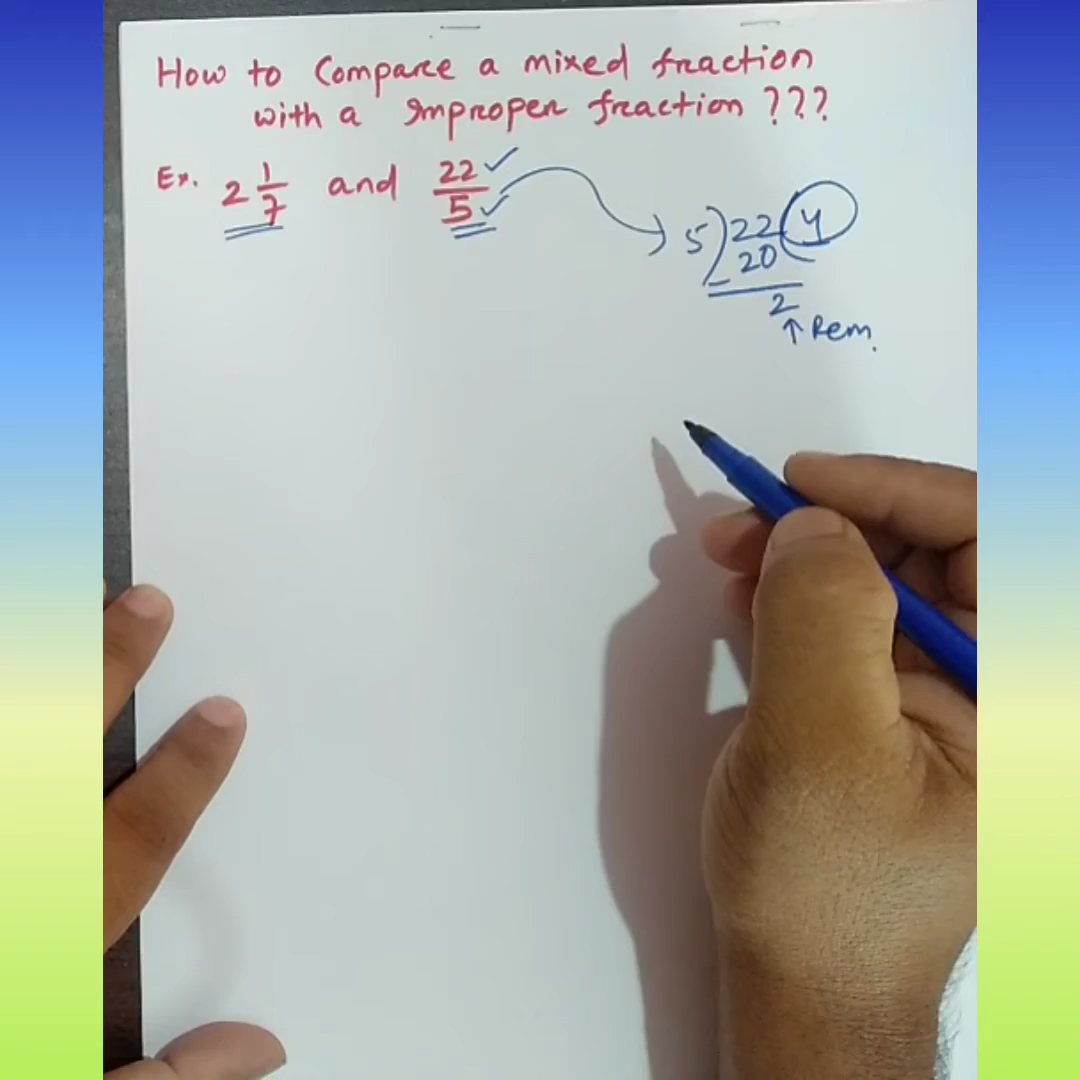 How to Compare a mixed fraction
with a Improper fraction ???
Ex. 2 1/7 and 22/5 ✓ ✓
5)22(4
20
2
↑ Rem.